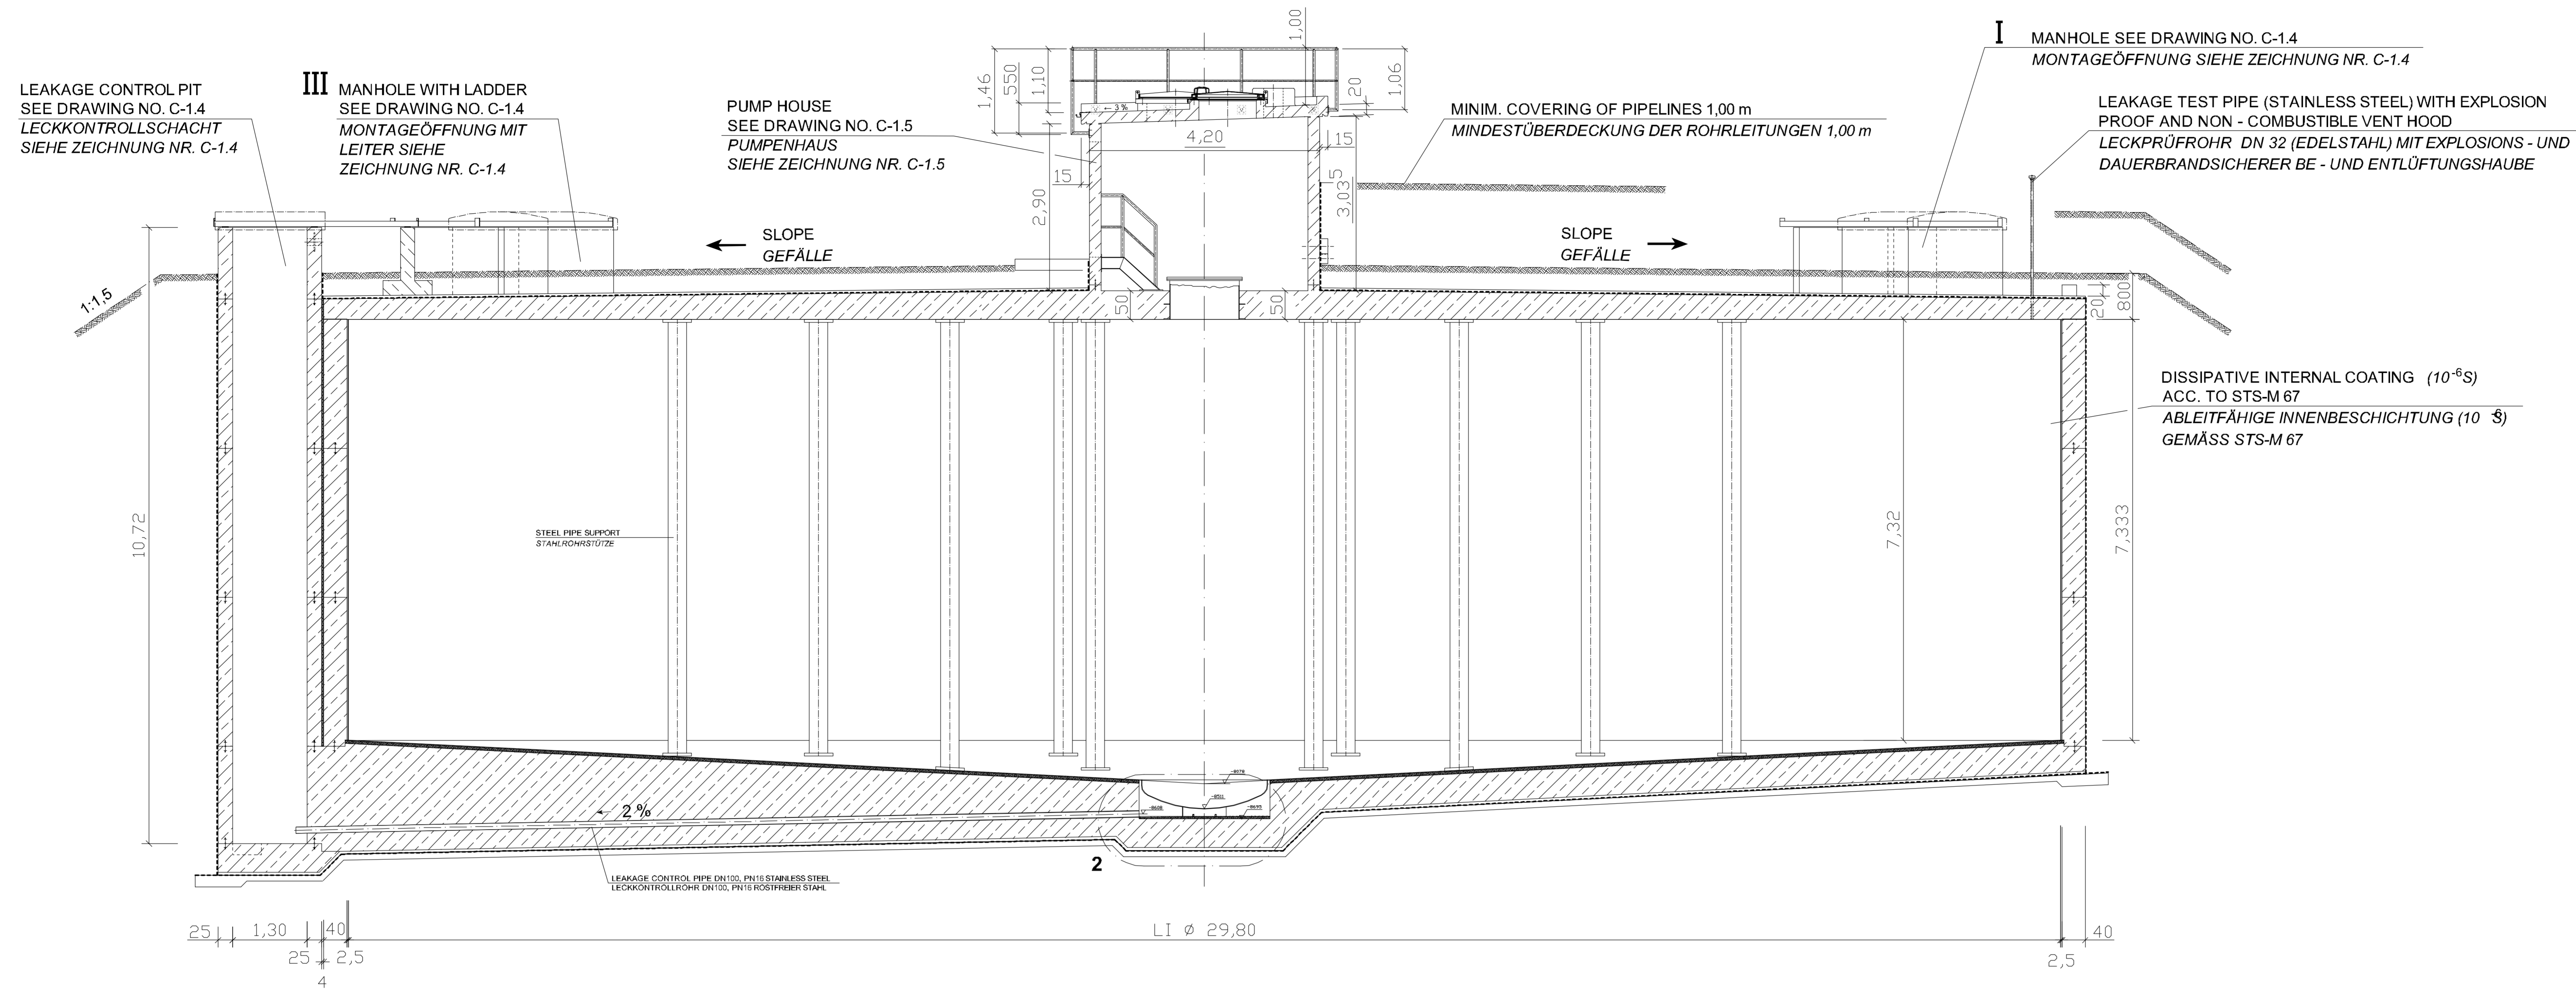 LEAKAGE CONTROL PIT
SEE DRAWING NO. C-1.4
LECKKONTROLLSCHACHT
SIEHE ZEICHNUNG NR. C-1.4
III
MANHOLE WITH LADDER
SEE DRAWING NO. C-1.4
MONTAGEÖFFNUNG MIT
LEITER SIEHE
ZEICHNUNG NR. C-1.4
PUMP HOUSE
SEE DRAWING NO. C-1.5
PUMPENHAUS
SIEHE ZEICHNUNG NR. C-1.5
1,46
550
1,10
1,00
20
1,06
3 %
4,20
15
15
2,90
3,035
MINIM. COVERING OF PIPELINES 1,00 m
MINDESTÜBERDECKUNG DER ROHRLEITUNGEN 1,00 m
I
MANHOLE SEE DRAWING NO. C-1.4
MONTAGEÖFFNUNG SIEHE ZEICHNUNG NR. C-1.4
LEAKAGE TEST PIPE (STAINLESS STEEL) WITH EXPLOSION
PROOF AND NON - COMBUSTIBLE VENT HOOD
LECKPRÜFROHR DN 32 (EDELSTAHL) MIT EXPLOSIONS - UND
DAUERBRANDSICHERER BE - UND ENTLÜFTUNGSHAUBE
SLOPE
GEFÄLLE
SLOPE
GEFÄLLE
1:1,5
50
50
20
800
DISSIPATIVE INTERNAL COATING (10-6S)
ACC. TO STS-M 67
ABLEITFÄHIGE INNENBESCHICHTUNG (10 -6S)
GEMÄSS STS-M 67
10,72
STEEL PIPE SUPPORT
STAHLROHRSTÜTZE
7,32
7,333
2 %
2
LEAKAGE CONTROL PIPE DN100, PN16 STAINLESS STEEL
LECKKONTROLLROHR DN100, PN16 ROSTFREIER STAHL
25
1,30
25
4
40
2,5
LI ø 29,80
2,5
40